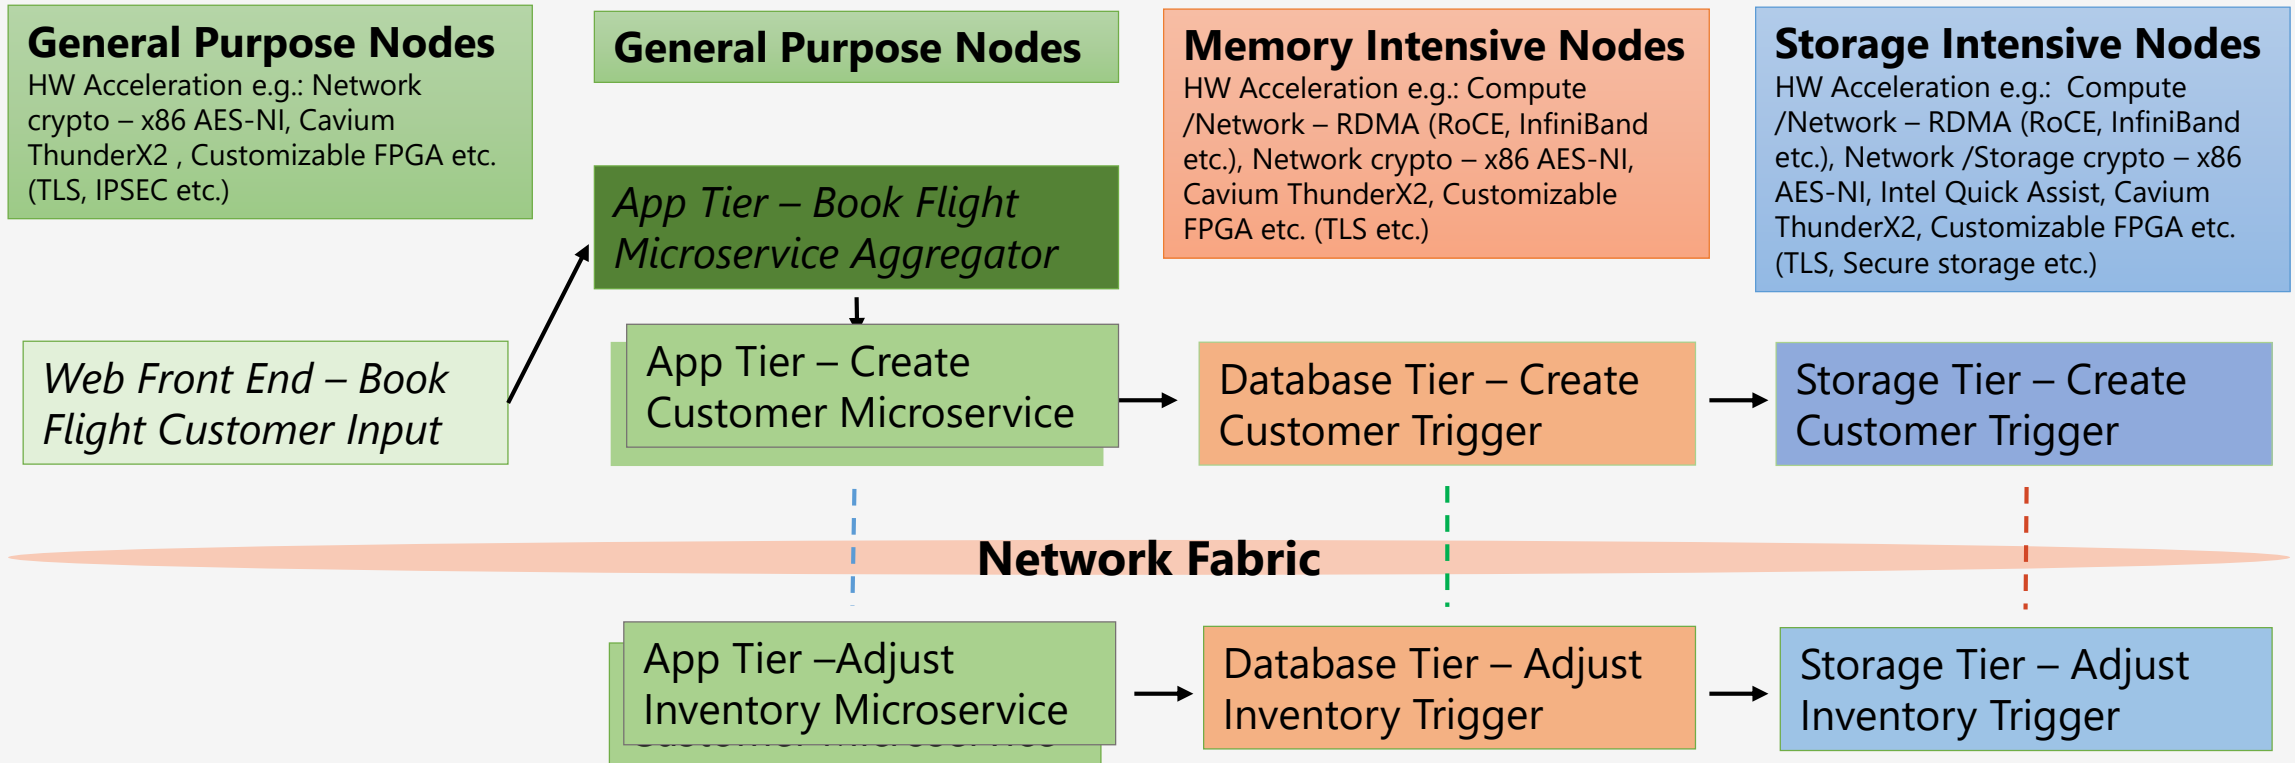 General Purpose Nodes
HW Acceleration e.g.: Network
crypto – x86 AES-NI, Cavium
ThunderX2 , Customizable FPGA etc.
(TLS, IPSEC etc.)
General Purpose Nodes
Memory Intensive Nodes
HW Acceleration e.g.: Compute
/Network – RDMA (RoCE, InfiniBand
etc.), Network crypto – x86 AES-NI,
Cavium ThunderX2, Customizable
FPGA etc. (TLS etc.)
Storage Intensive Nodes
HW Acceleration e.g.: Compute
/Network – RDMA (RoCE, InfiniBand
etc.), Network /Storage crypto – x86
AES-NI, Intel Quick Assist, Cavium
ThunderX2, Customizable FPGA etc.
(TLS, Secure storage etc.)
App Tier – Book Flight
Microservice Aggregator
Web Front End – Book
Flight Customer Input
App Tier – Create
Customer Microservice
Database Tier – Create
Customer Trigger
Storage Tier – Create
Customer Trigger
Network Fabric
App Tier –Adjust
Inventory Microservice
Database Tier – Adjust
Inventory Trigger
Storage Tier – Adjust
Inventory Trigger